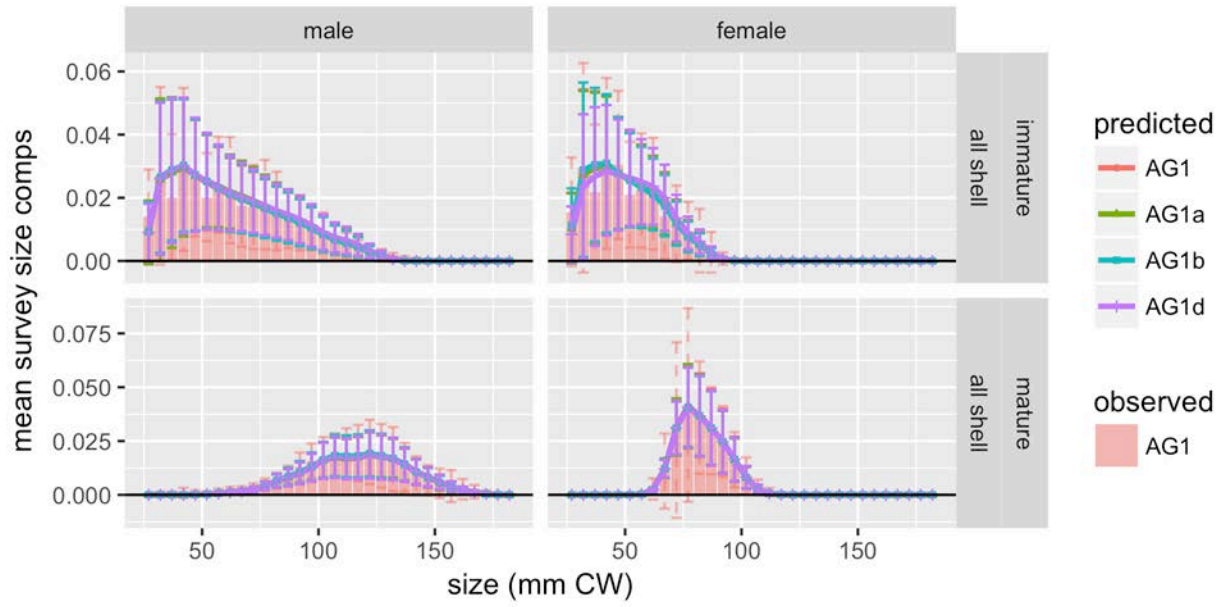 male
female
0.06
0.04
0.02
0.00
all shell
immature
0.075
0.050
0.025
0.000
all shell
mature
50
100
150
50
100
150
size (mm CW)
mean survey size comps
predicted
AG1
AG1a
AG1b
AG1d
observed
AG1